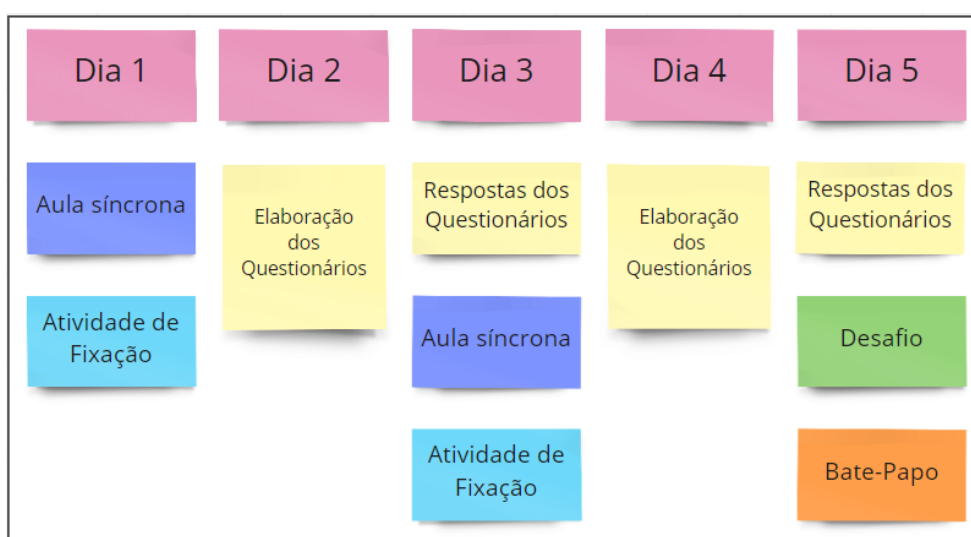 Dia 1
Dia 2
Dia 3
Dia 4
Dia 5
Aula síncrona
Elaboração
dos
Questionários
Respostas dos
Questionários
Elaboração
dos
Questionários
Respostas dos
Questionários
Atividade de
Fixação
Aula síncrona
Desafio
Atividade de
Fixação
Bate-Papo